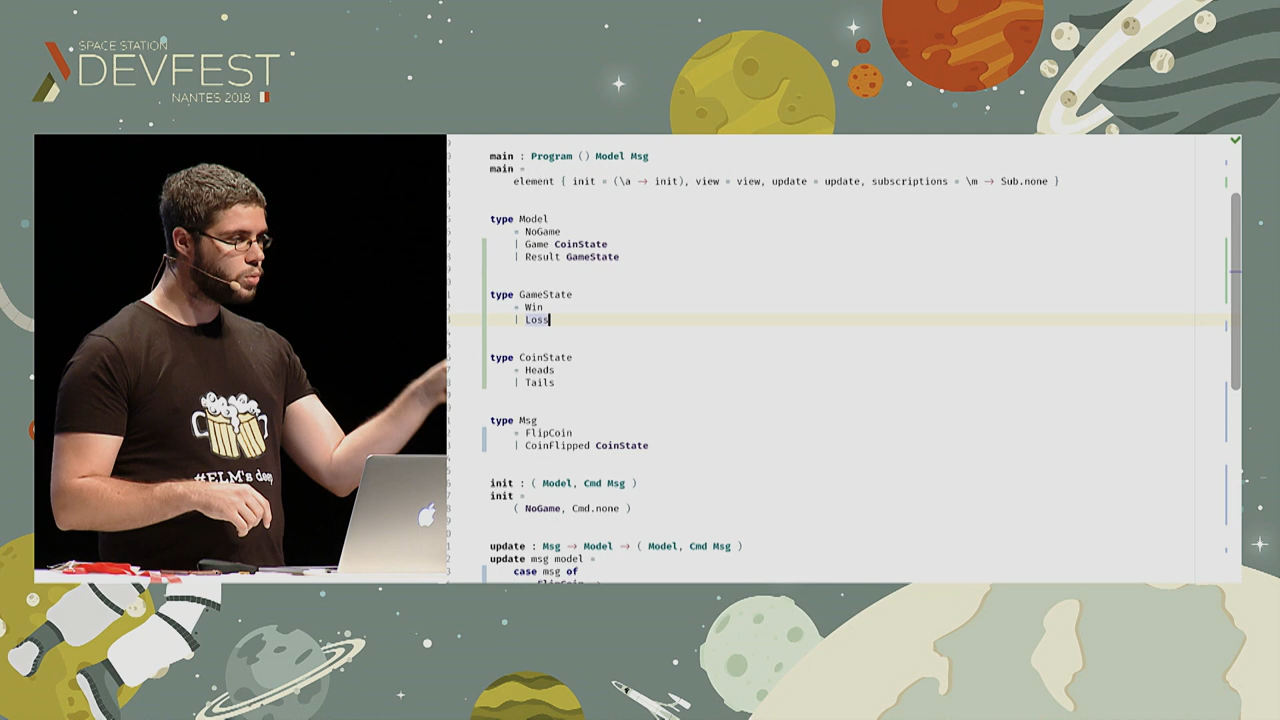 SPACE STATION
DEVFEST
NANTES 2018
#ELM's deep
main : Program () Model Msg
main =
element { init = (\a → init), view = view, update = update, subscriptions = \m → Sub.none }
type Model
= NoGame
| Game CoinState
| Result GameState
type GameState
= Win
| Loss
type CoinState
= Heads
| Tails
type Msg
= FlipCoin
| CoinFlipped CoinState
init : ( Model, Cmd Msg )
init =
( NoGame, Cmd.none )
update : Msg → Model → ( Model, Cmd Msg )
update msg model =
case msg of